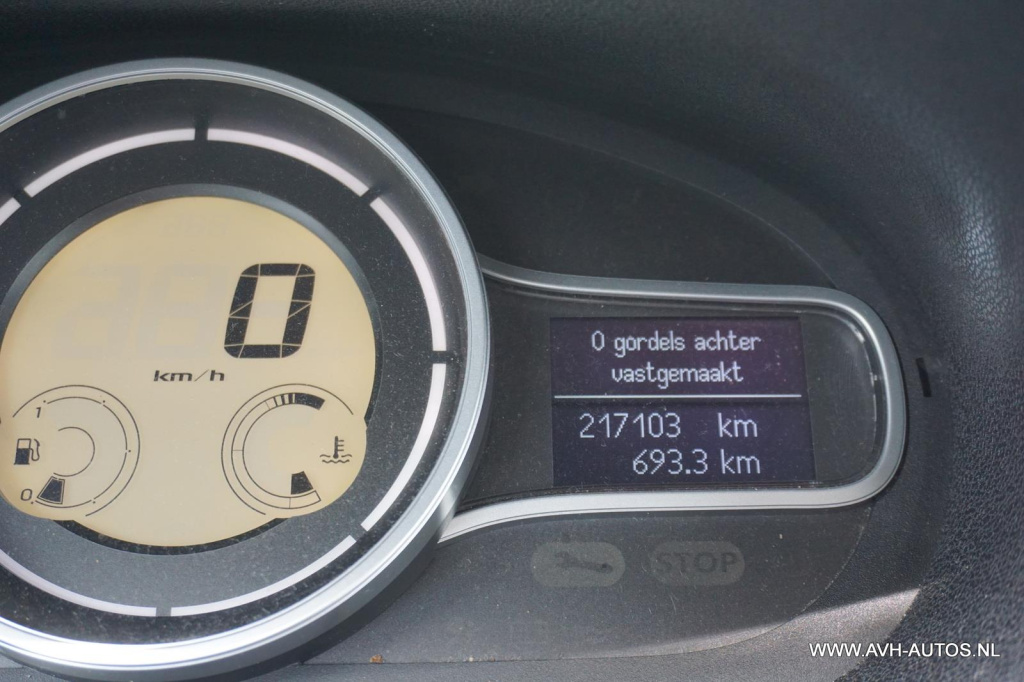 0
km/h
1
0
0 gordels achter
vastgemaakt
217103 km
693.3 km
STOP
WWW.AVH-AUTOS.NL